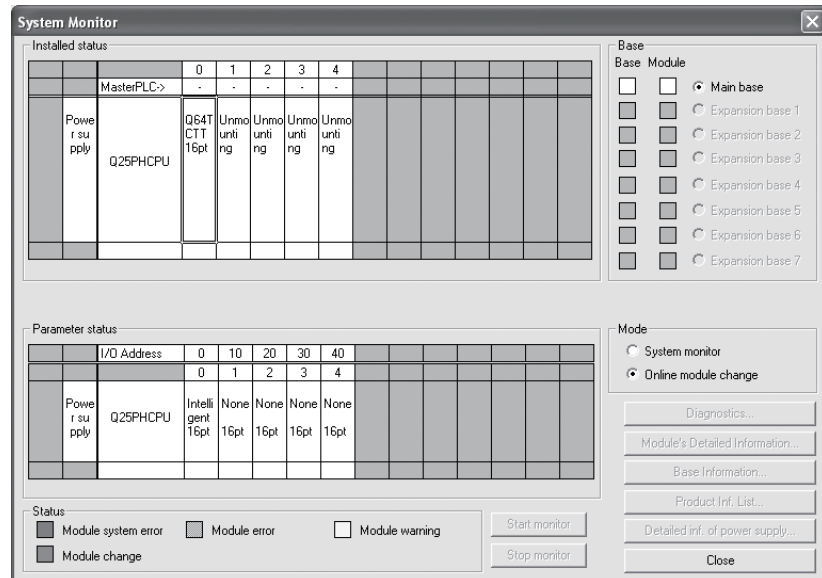 System Monitor
Installed status
0 1 2 3 4
MasterPLC-> - - - - -
Powe
r su
pply
Q25PHCPU
Q64T
CTT
16pt
Unmo
unti
ng
Unmo
unti
ng
Unmo
unti
ng
Unmo
unti
ng
Base
Base Module
Main base
Expansion base 1
Expansion base 2
Expansion base 3
Expansion base 4
Expansion base 5
Expansion base 6
Expansion base 7
Parameter status
I/O Address 0 10 20 30 40
0 1 2 3 4
Powe
r su
pply
Q25PHCPU
Intelli
gent
16pt
None
16pt
None
16pt
None
16pt
None
16pt
Mode
System monitor
Online module change
Diagnostics...
Module's Detailed Information...
Base Information...
Product Inf. List...
Detailed inf. of power supply...
Close
Status
Module system error
Module error
Module warning
Module change
Start monitor
Stop monitor